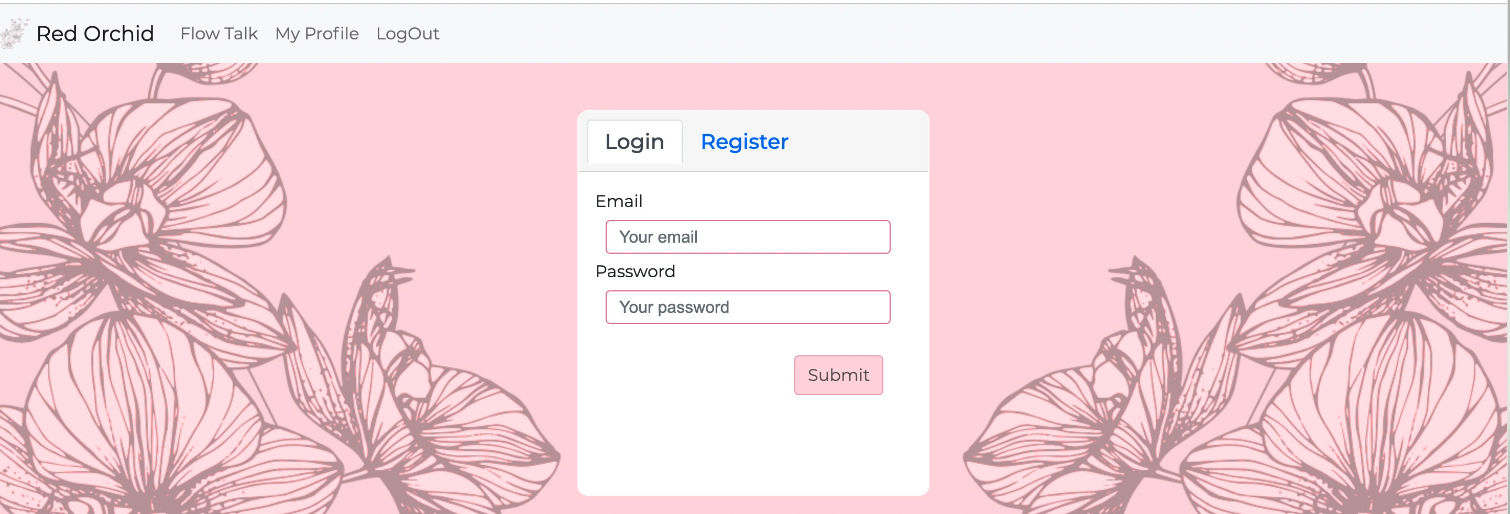 Red Orchid Flow Talk My Profile LogOut
Login Register
Email
Your email
Password
Your password
Submit